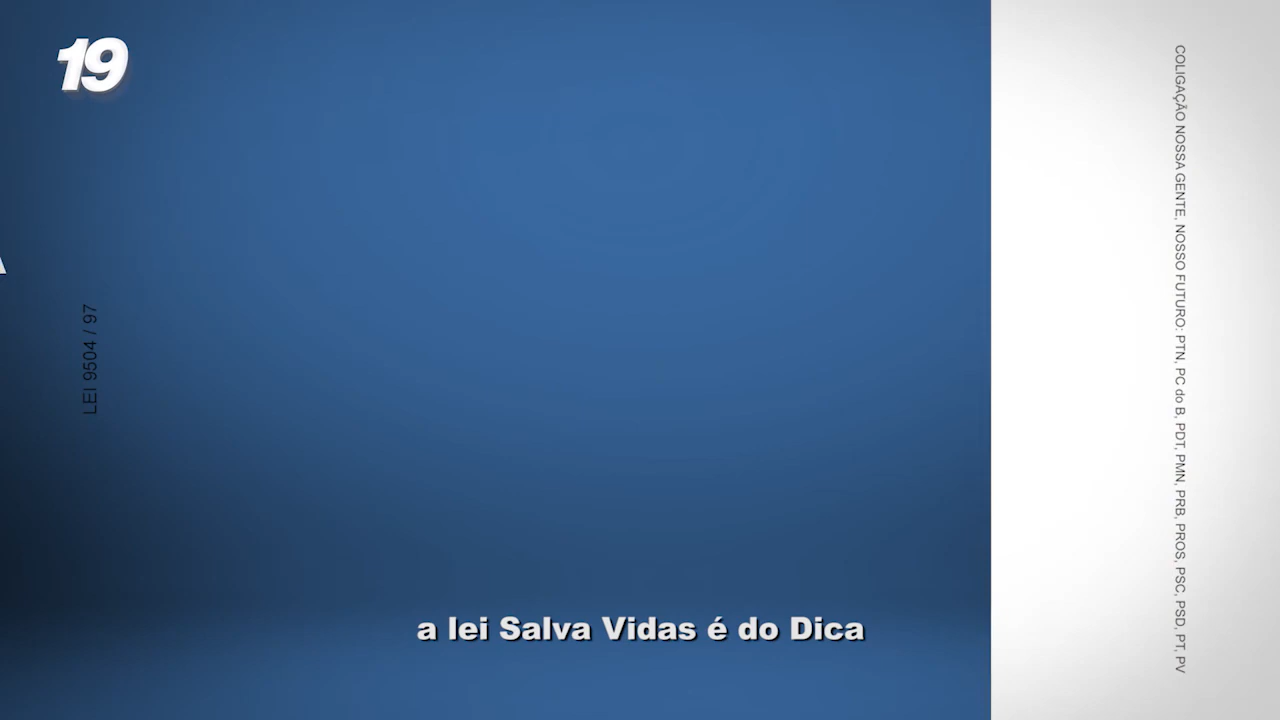 19
LEI 9504 / 97
a lei Salva Vidas é do Dica
COLIGAÇÃO NOSSA GENTE, NOSSO FUTURO: PTN, PC do B, PDT, PMN, PRB, PROS, PSC, PSD, PT, PV